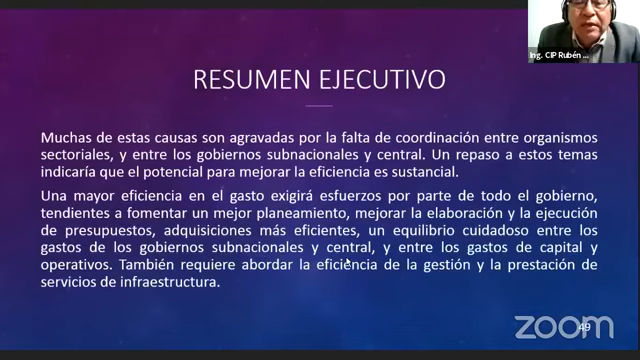 Ing. CIP Rubén ...
RESUMEN EJECUTIVO
Muchas de estas causas son agravadas por la falta de coordinación entre organismos
sectoriales, y entre los gobiernos subnacionales y central. Un repaso a estos temas
indicaría que el potencial para mejorar la eficiencia es sustancial.
Una mayor eficiencia en el gasto exigirá esfuerzos por parte de todo el gobierno,
tendientes a fomentar un mejor planeamiento, mejorar la elaboración y la ejecución
de presupuestos, adquisiciones más eficientes, un equilibrio cuidadoso entre los
gastos de los gobiernos subnacionales y central, y entre los gastos de capital y
operativos. También requiere abordar la eficiencia de la gestión y la prestación de
servicios de infraestructura.
49
zoom